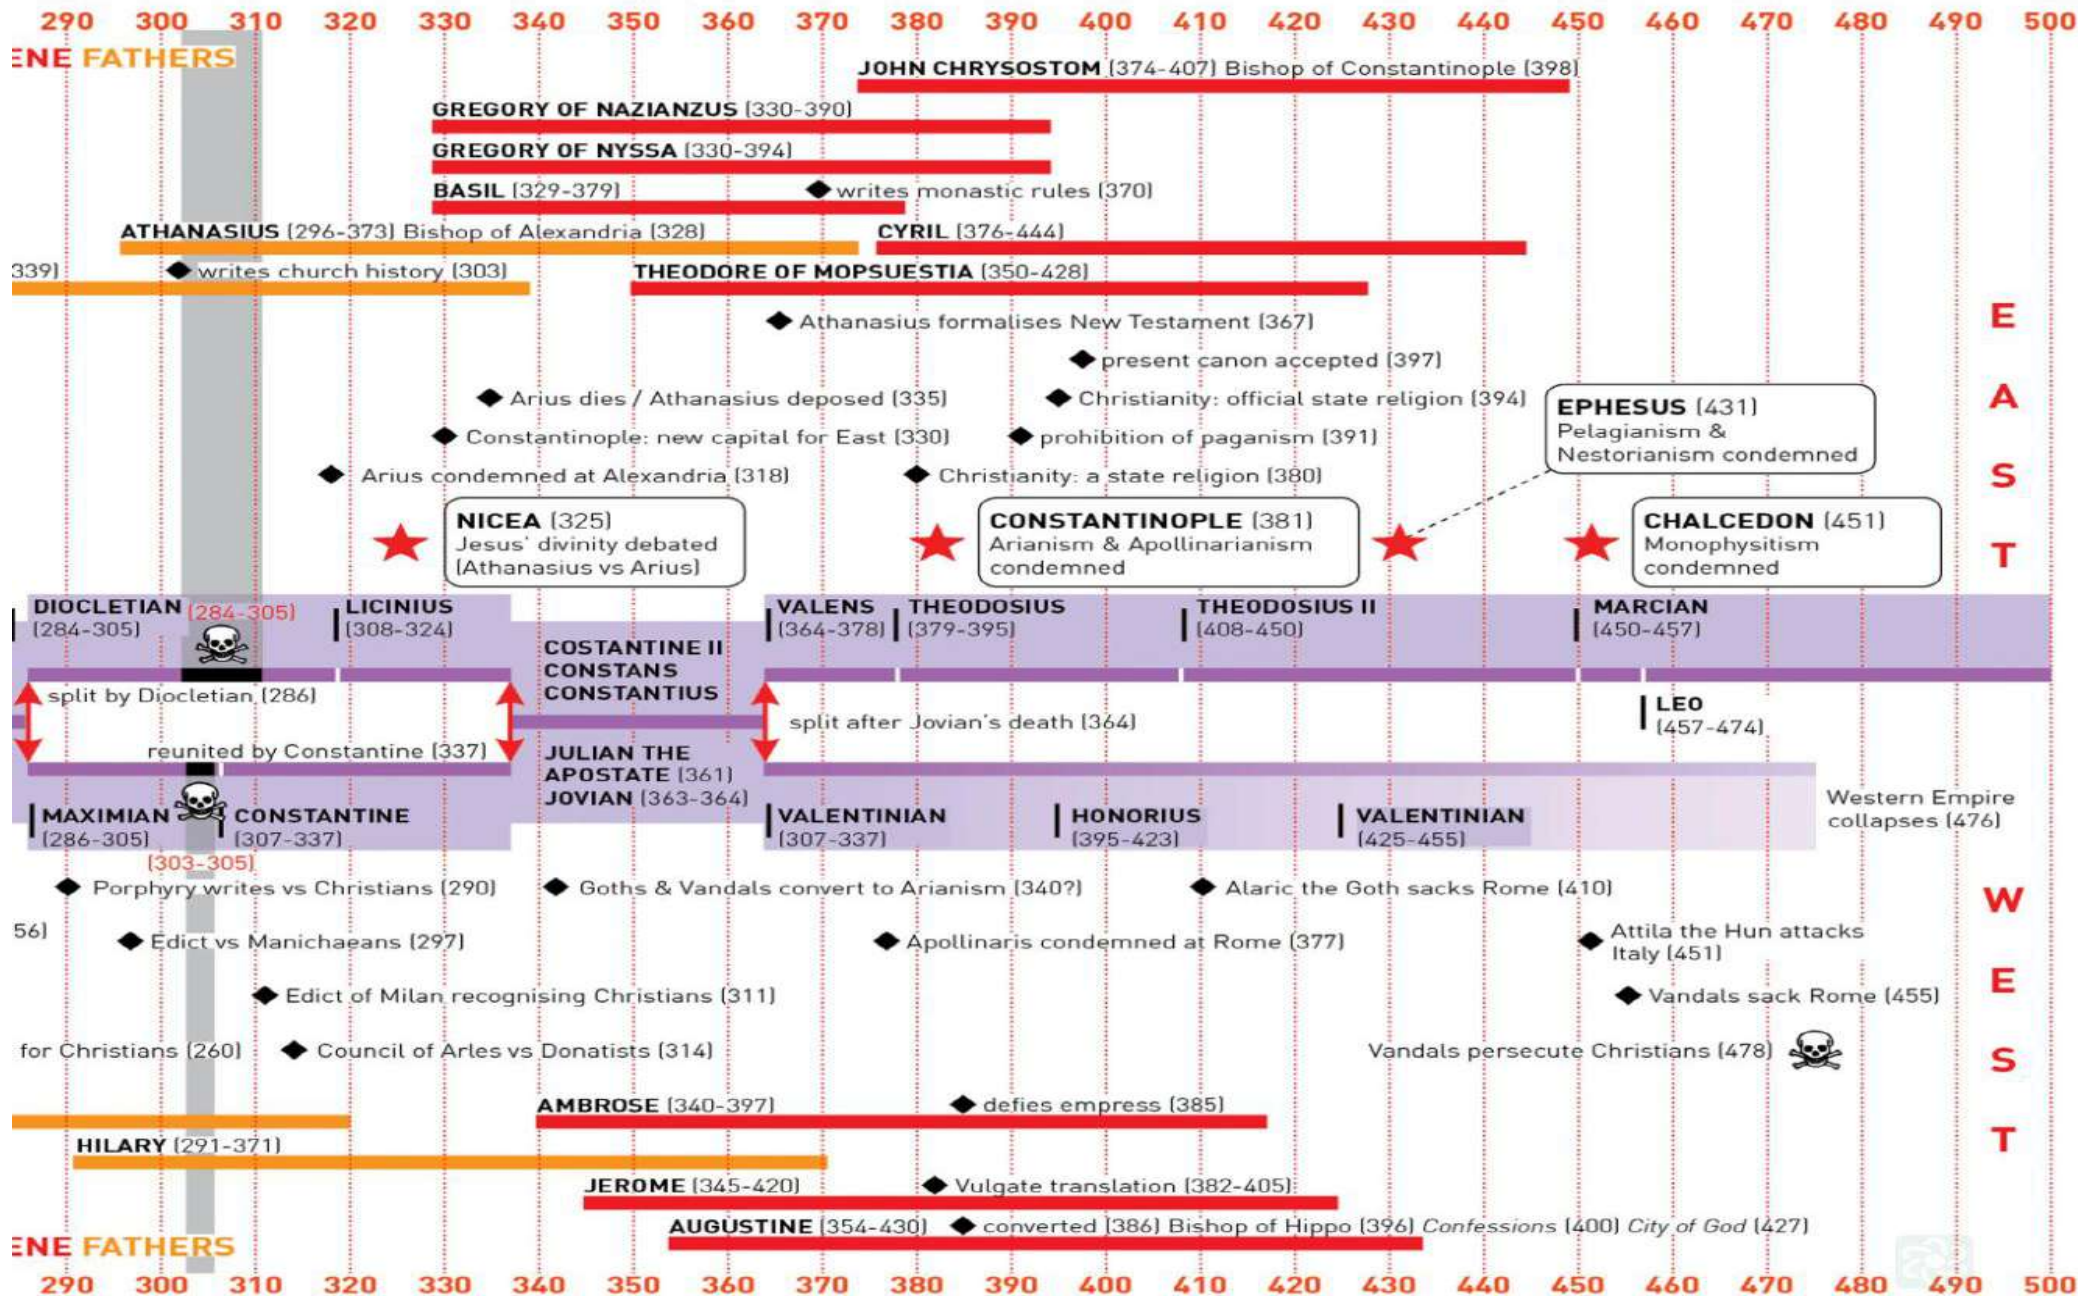 290 300 310 320 330 340 350 360 370 380 390 400 410 420 430 440 450 460 470 480 490 500
ENE FATHERS
JOHN CHRYSOSTOM (374-407) Bishop of Constantinople (398)
GREGORY OF NAZIANZUS (330-390)
GREGORY OF NYSSA (330-394)
BASIL (329-379)
writes monastic rules (370)
ATHANASIUS (296-373) Bishop of Alexandria (328)
CYRIL (376-444)
339)
writes church history (303)
THEODORE OF MOPSUESTIA (350-428)
Athanasius formalises New Testament (367)
present canon accepted (397)
Arius dies / Athanasius deposed (335)
Christianity: official state religion (394)
Constantinople: new capital for East (330)
prohibition of paganism (391)
Arius condemned at Alexandria (318)
Christianity: a state religion (380)
EPHESUS (431)
Pelagianism &
Nestorianism condemned
NICEA (325)
Jesus' divinity debated
(Athanasius vs Arius)
CONSTANTINOPLE (381)
Arianism & Apollinarianism
condemned
CHALCEDON (451)
Monophysitism
condemned
E
A
S
T
DIOCLETIAN (284-305)
(284-305)
LICINIUS
(308-324)
COSTANTINE II
CONSTANS
CONSTANTIUS
VALENS
(364-378)
THEODOSIUS
(379-395)
THEODOSIUS II
(408-450)
MARCIAN
(450-457)
split by Diocletian (286)
split after Jovian's death (364)
LEO
(457-474)
reunited by Constantine (337)
JULIAN THE
APOSTATE (361)
JOVIAN (363-364)
MAXIMIAN
(286-305)
(303-305)
CONSTANTINE
(307-337)
VALENTINIAN
(307-337)
HONORIUS
(395-423)
VALENTINIAN
(425-455)
Western Empire
collapses (476)
Porphyry writes vs Christians (290)
Goths & Vandals convert to Arianism (340?)
Alaric the Goth sacks Rome (410)
56)
Edict vs Manichaeans (297)
Apollinaris condemned at Rome (377)
Attila the Hun attacks
Italy (451)
Edict of Milan recognising Christians (311)
Vandals sack Rome (455)
for Christians (260)
Council of Arles vs Donatists (314)
Vandals persecute Christians (478)
W
E
S
T
AMBROSE (340-397)
defies empress (385)
HILARY (291-371)
JEROME (345-420)
Vulgate translation (382-405)
AUGUSTINE (354-430)
converted (386) Bishop of Hippo (396) Confessions (400) City of God (427)
ENE FATHERS
290 300 310 320 330 340 350 360 370 380 390 400 410 420 430 440 450 460 470 480 490 500